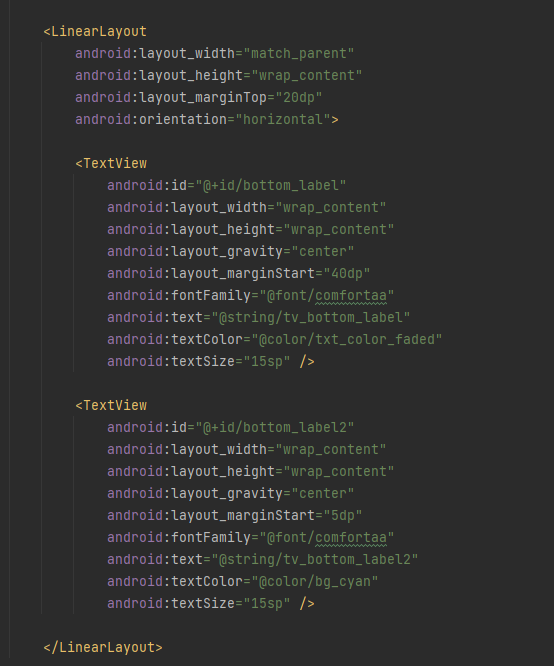 <LinearLayout
android:layout_width="match_parent"
android:layout_height="wrap_content"
android:layout_marginTop="20dp"
android:orientation="horizontal">
<TextView
android:id="@+id/bottom_label"
android:layout_width="wrap_content"
android:layout_height="wrap_content"
android:layout_gravity="center"
android:layout_marginStart="40dp"
android:fontFamily="@font/comfortaa"
android:text="@string/tv_bottom_label"
android:textColor="@color/txt_color_faded"
android:textSize="15sp" />
<TextView
android:id="@+id/bottom_label2"
android:layout_width="wrap_content"
android:layout_height="wrap_content"
android:layout_gravity="center"
android:layout_marginStart="5dp"
android:fontFamily="@font/comfortaa"
android:text="@string/tv_bottom_label2"
android:textColor="@color/bg_cyan"
android:textSize="15sp" />
</LinearLayout>